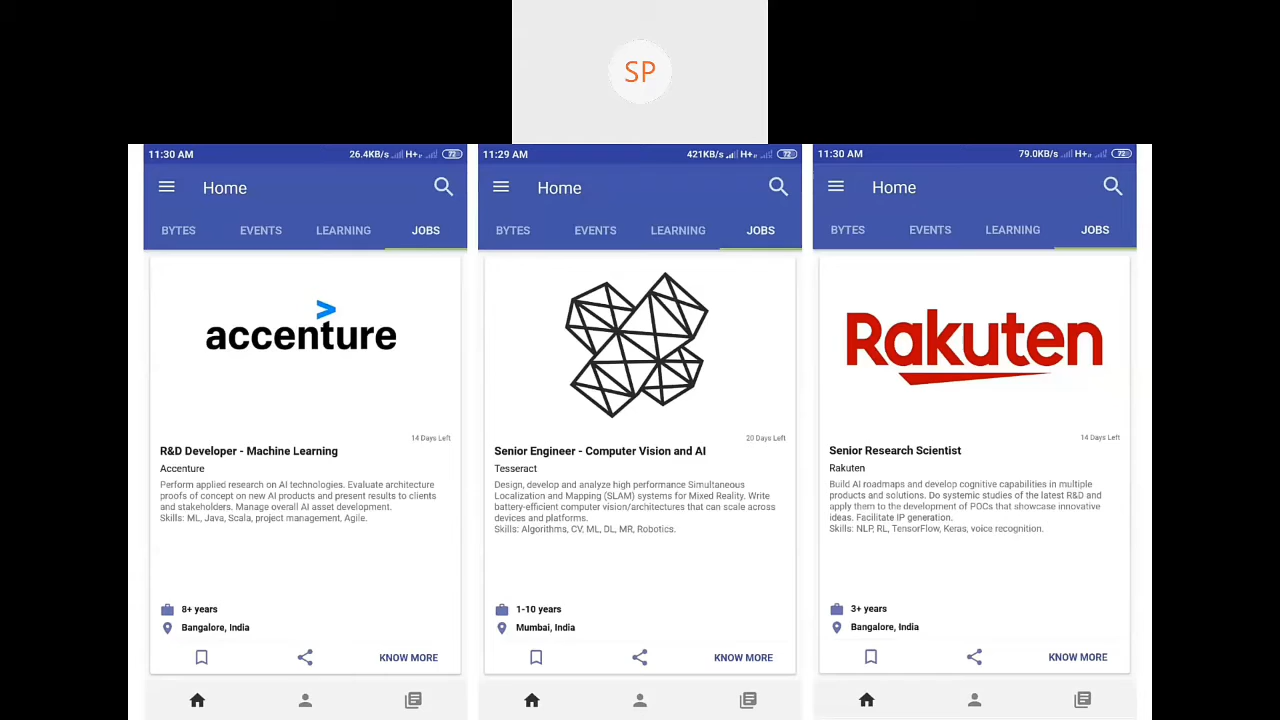 SP
11:30 AM 26.4KB/s H+ 72
Home
BYTES EVENTS LEARNING JOBS
accenture
14 Days Left
R&D Developer - Machine Learning
Accenture
Perform applied research on AI technologies. Evaluate architecture
proofs of concept on new AI products and present results to clients
and stakeholders. Manage overall AI asset development.
Skills: ML, Java, Scala, project management, Agile.
8+ years
Bangalore, India
KNOW MORE
11:29 AM 421KB/s H+ 72
Home
BYTES EVENTS LEARNING JOBS
20 Days Left
Senior Engineer - Computer Vision and AI
Tesseract
Design, develop and analyze high performance Simultaneous
Localization and Mapping (SLAM) systems for Mixed Reality. Write
battery-efficient computer vision/architectures that can scale across
devices and platforms.
Skills: Algorithms, CV, ML, DL, MR, Robotics.
1-10 years
Mumbai, India
KNOW MORE
11:30 AM 79.0KB/s H+ 72
Home
BYTES EVENTS LEARNING JOBS
Rakuten
14 Days Left
Senior Research Scientist
Rakuten
Build AI roadmaps and develop cognitive capabilities in multiple
products and solutions. Do systemic studies of the latest R&D and
apply them to the development of POCs that showcase innovative
ideas. Facilitate IP generation.
Skills: NLP, RL, TensorFlow, Keras, voice recognition.
3+ years
Bangalore, India
KNOW MORE